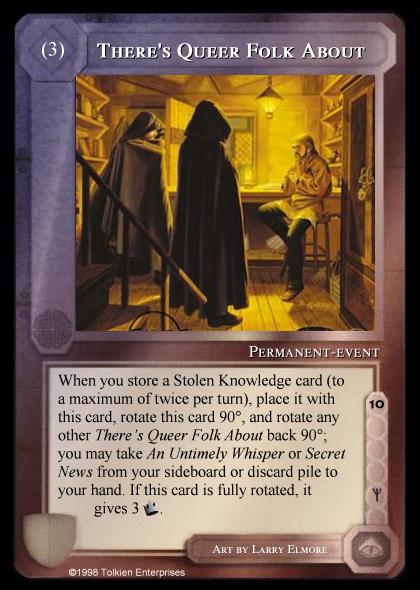 (3)
There's Queer Folk About
Permanent-event
When you store a Stolen Knowledge card (to
a maximum of twice per turn), place it with
this card, rotate this card 90°, and rotate any
other There's Queer Folk About back 90°;
you may take An Untimely Whisper or Secret
News from your sideboard or discard pile to
your hand. If this card is fully rotated, it
gives 3 .
10
Art by Larry Elmore
©1998 Tolkien Enterprises